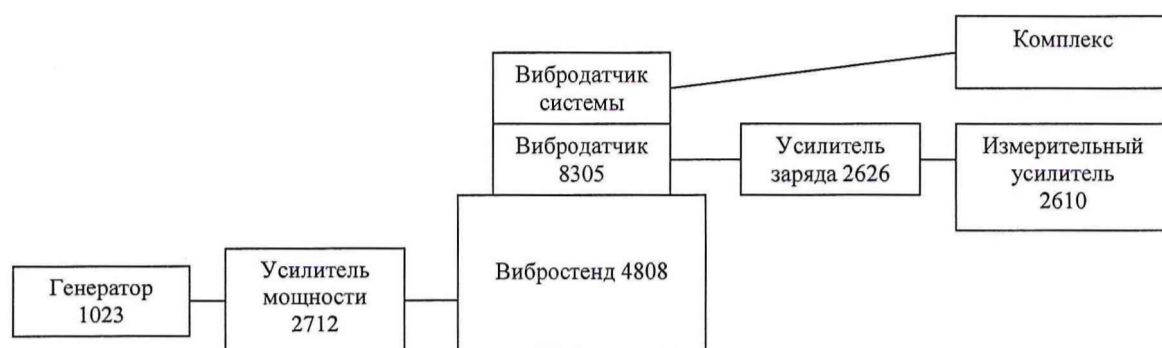 Комплекс
Вибродатчик
системы
Вибродатчик
8305
Усилитель
заряда 2626
Измерительный
усилитель
2610
Вибростенд 4808
Усилитель
мощности
2712
Генератор
1023